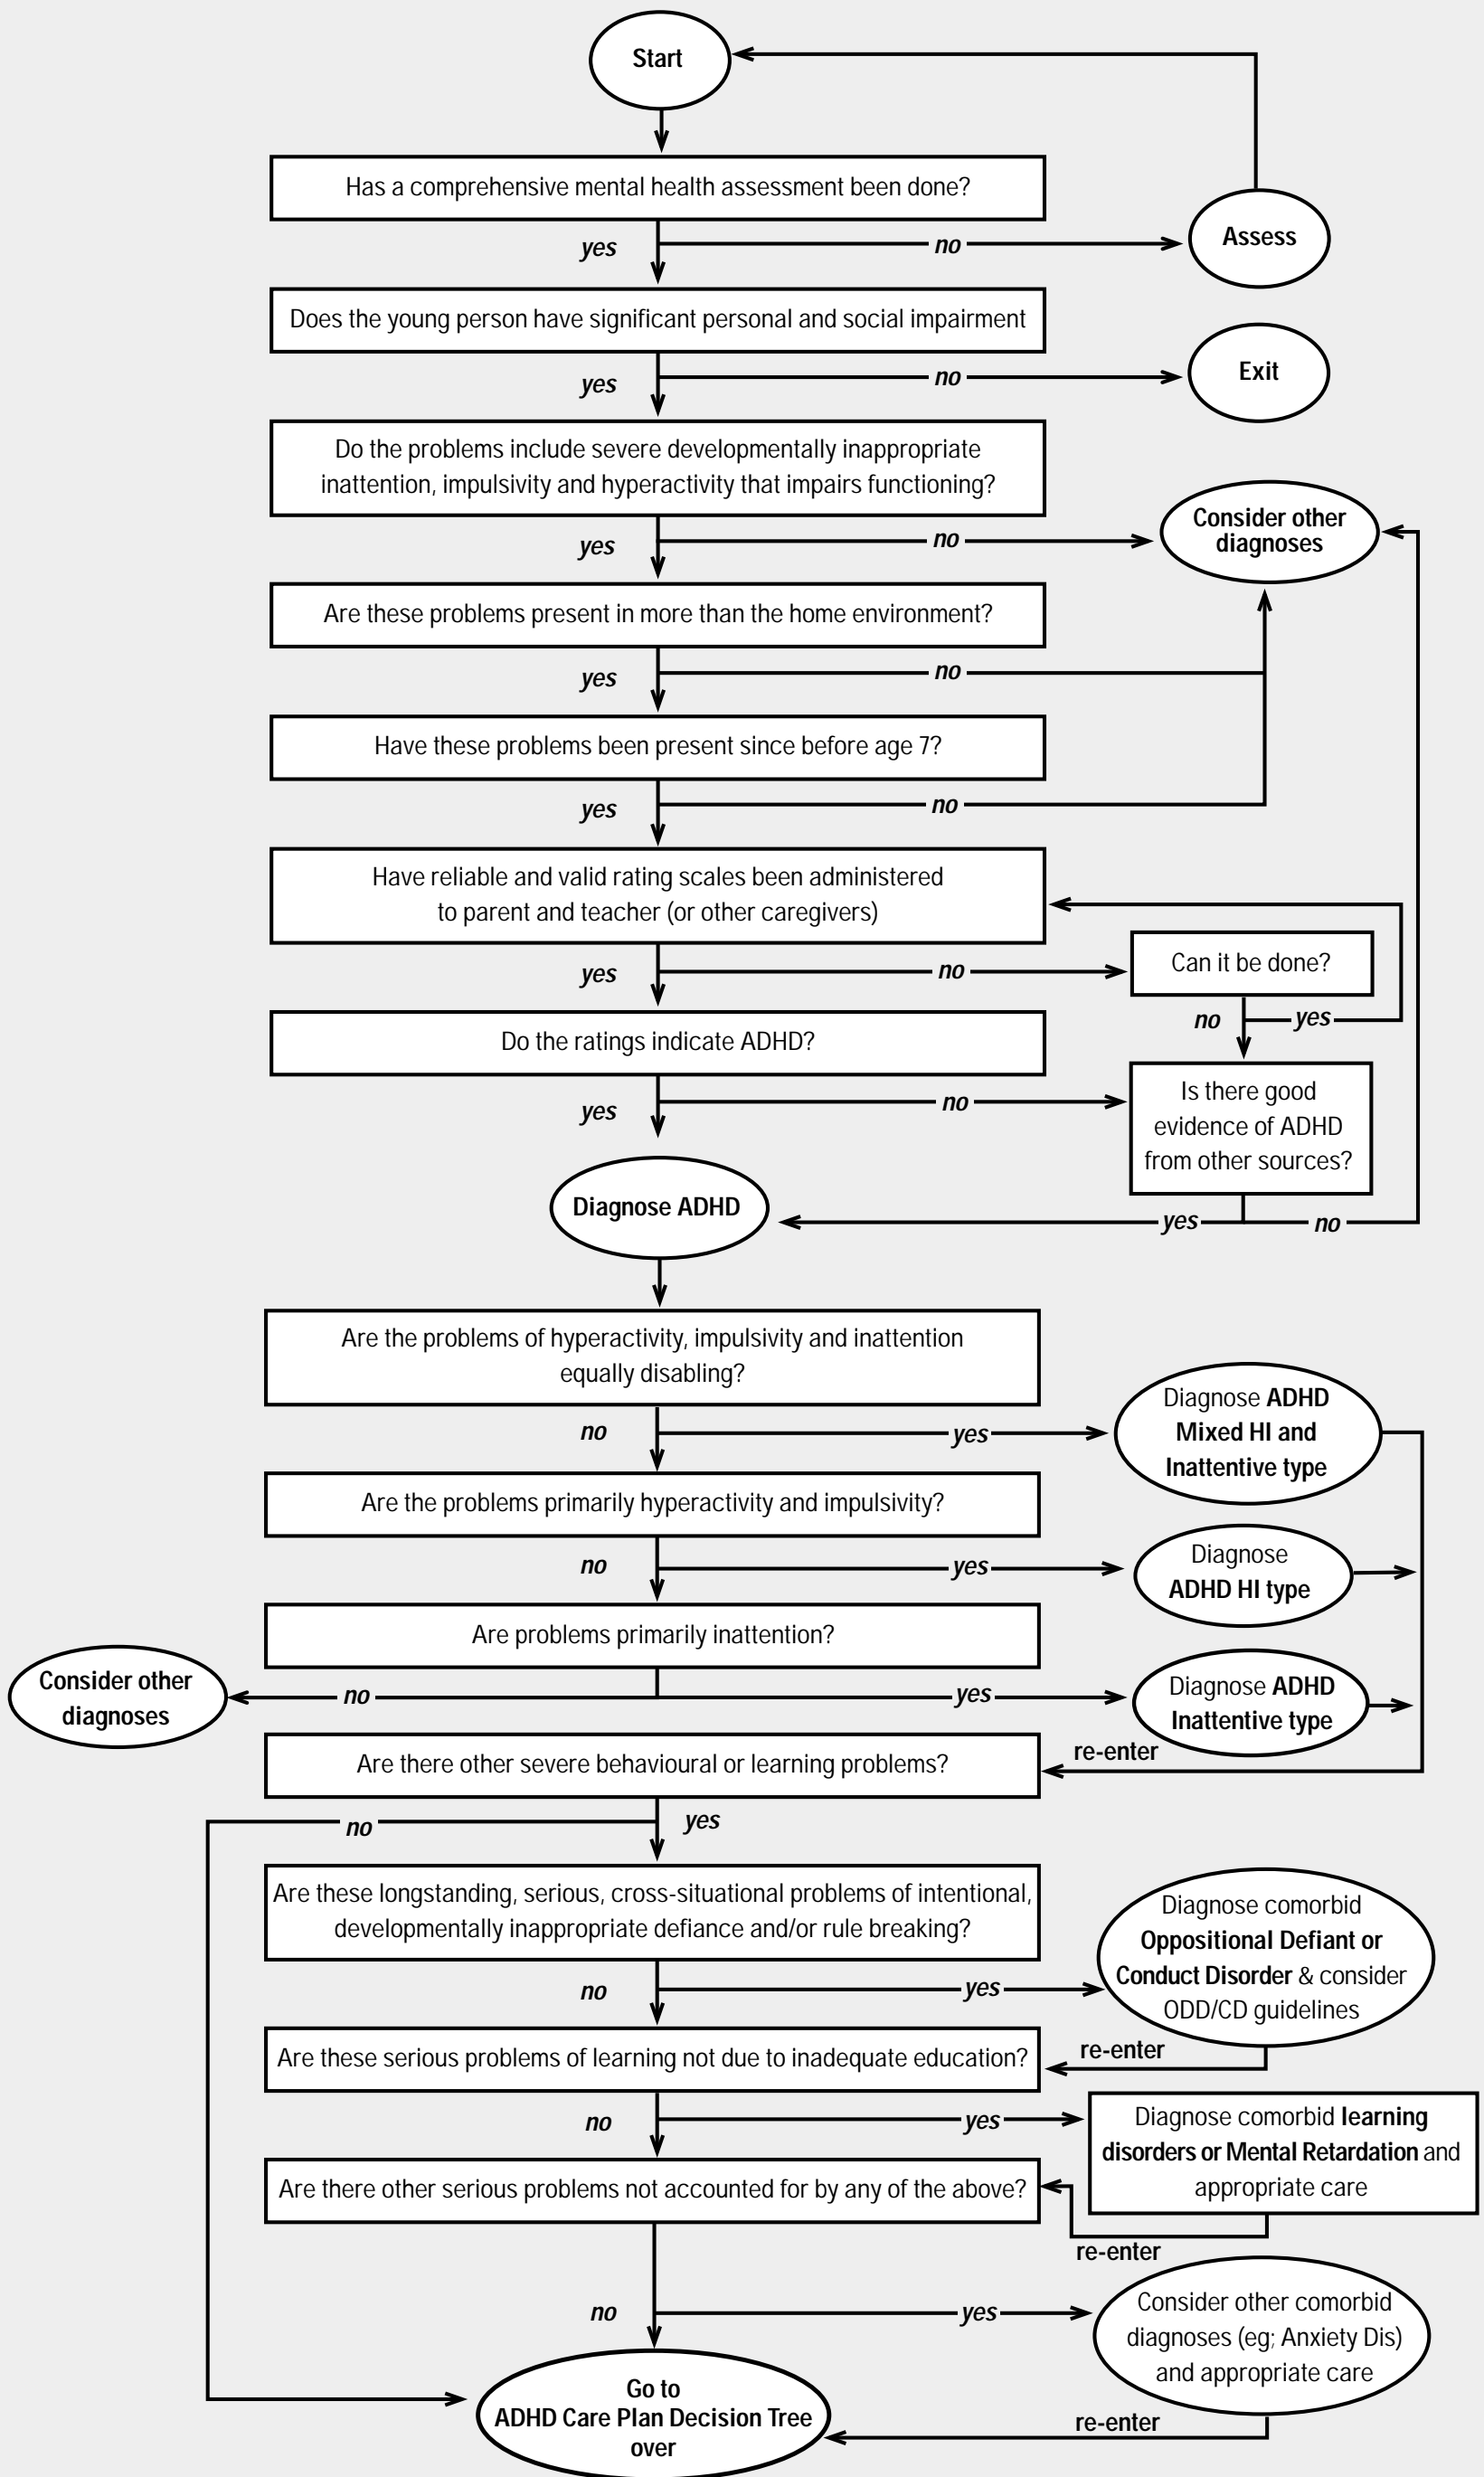 Start
Has a comprehensive mental health assessment been done?
yes
no
Assess
Does the young person have significant personal and social impairment
yes
no
Exit
Do the problems include severe developmentally inappropriate
inattention, impulsivity and hyperactivity that impairs functioning?
yes
no
Consider other
diagnoses
Are these problems present in more than the home environment?
yes
no
Have these problems been present since before age 7?
yes
no
Have reliable and valid rating scales been administered
to parent and teacher (or other caregivers)
yes
no
Can it be done?
no
yes
Do the ratings indicate ADHD?
yes
no
Is there good
evidence of ADHD
from other sources?
yes
no
Diagnose ADHD
Are the problems of hyperactivity, impulsivity and inattention
equally disabling?
no
yes
Diagnose ADHD
Mixed HI and
Inattentive type
Are the problems primarily hyperactivity and impulsivity?
no
yes
Diagnose
ADHD HI type
Are problems primarily inattention?
Consider other
diagnoses
no
yes
Diagnose ADHD
Inattentive type
re-enter
Are there other severe behavioural or learning problems?
no
yes
Are these longstanding, serious, cross-situational problems of intentional,
developmentally inappropriate defiance and/or rule breaking?
no
yes
Diagnose comorbid
Oppositional Defiant or
Conduct Disorder & consider
ODD/CD guidelines
re-enter
Are these serious problems of learning not due to inadequate education?
no
yes
Diagnose comorbid learning
disorders or Mental Retardation and
appropriate care
re-enter
Are there other serious problems not accounted for by any of the above?
no
yes
Consider other comorbid
diagnoses (eg; Anxiety Dis)
and appropriate care
re-enter
Go to
ADHD Care Plan Decision Tree
over